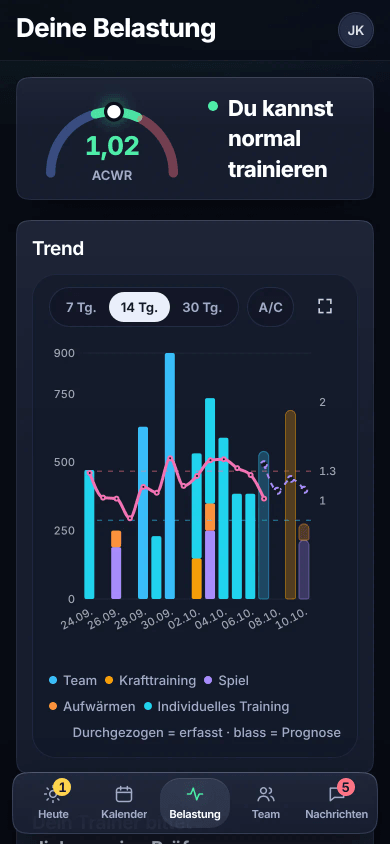 Deine Belastung
JK
1,02
ACWR
Du kannst
normal
trainieren
Trend
7 Tg.
14 Tg.
30 Tg.
A/C
900
750
500
250
0
2
1.3
1
24.09.
26.09.
28.09.
30.09.
02.10.
04.10.
06.10.
08.10.
10.10.
Team
Krafttraining
Spiel
Aufwärmen
Individuelles Training
Durchgezogen = erfasst · blass = Prognose
1
5
Heute
Kalender
Belastung
Team
Nachrichten